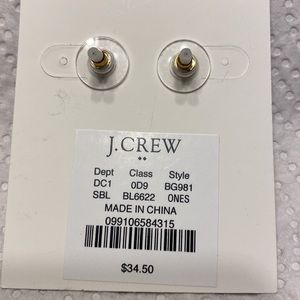 J.CREW
Dept Class Style
DC1 0D9 BG981
SBL BL6622 0NES
MADE IN CHINA
099106584315
$34.50